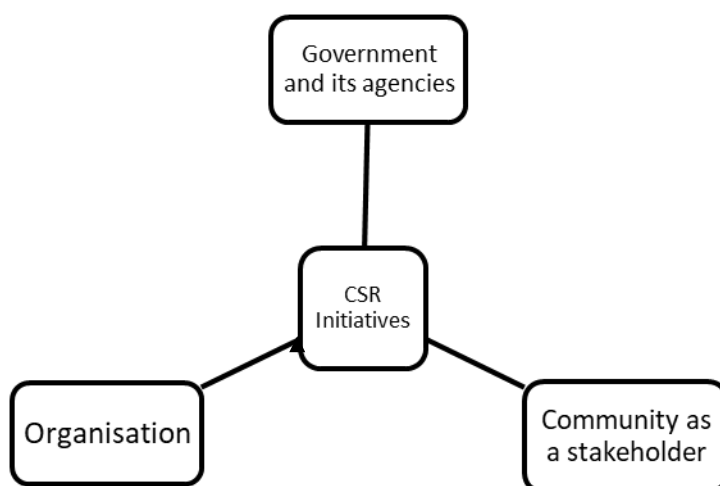 Government
and its agencies
CSR
Initiatives
Organisation
Community as
a stakeholder